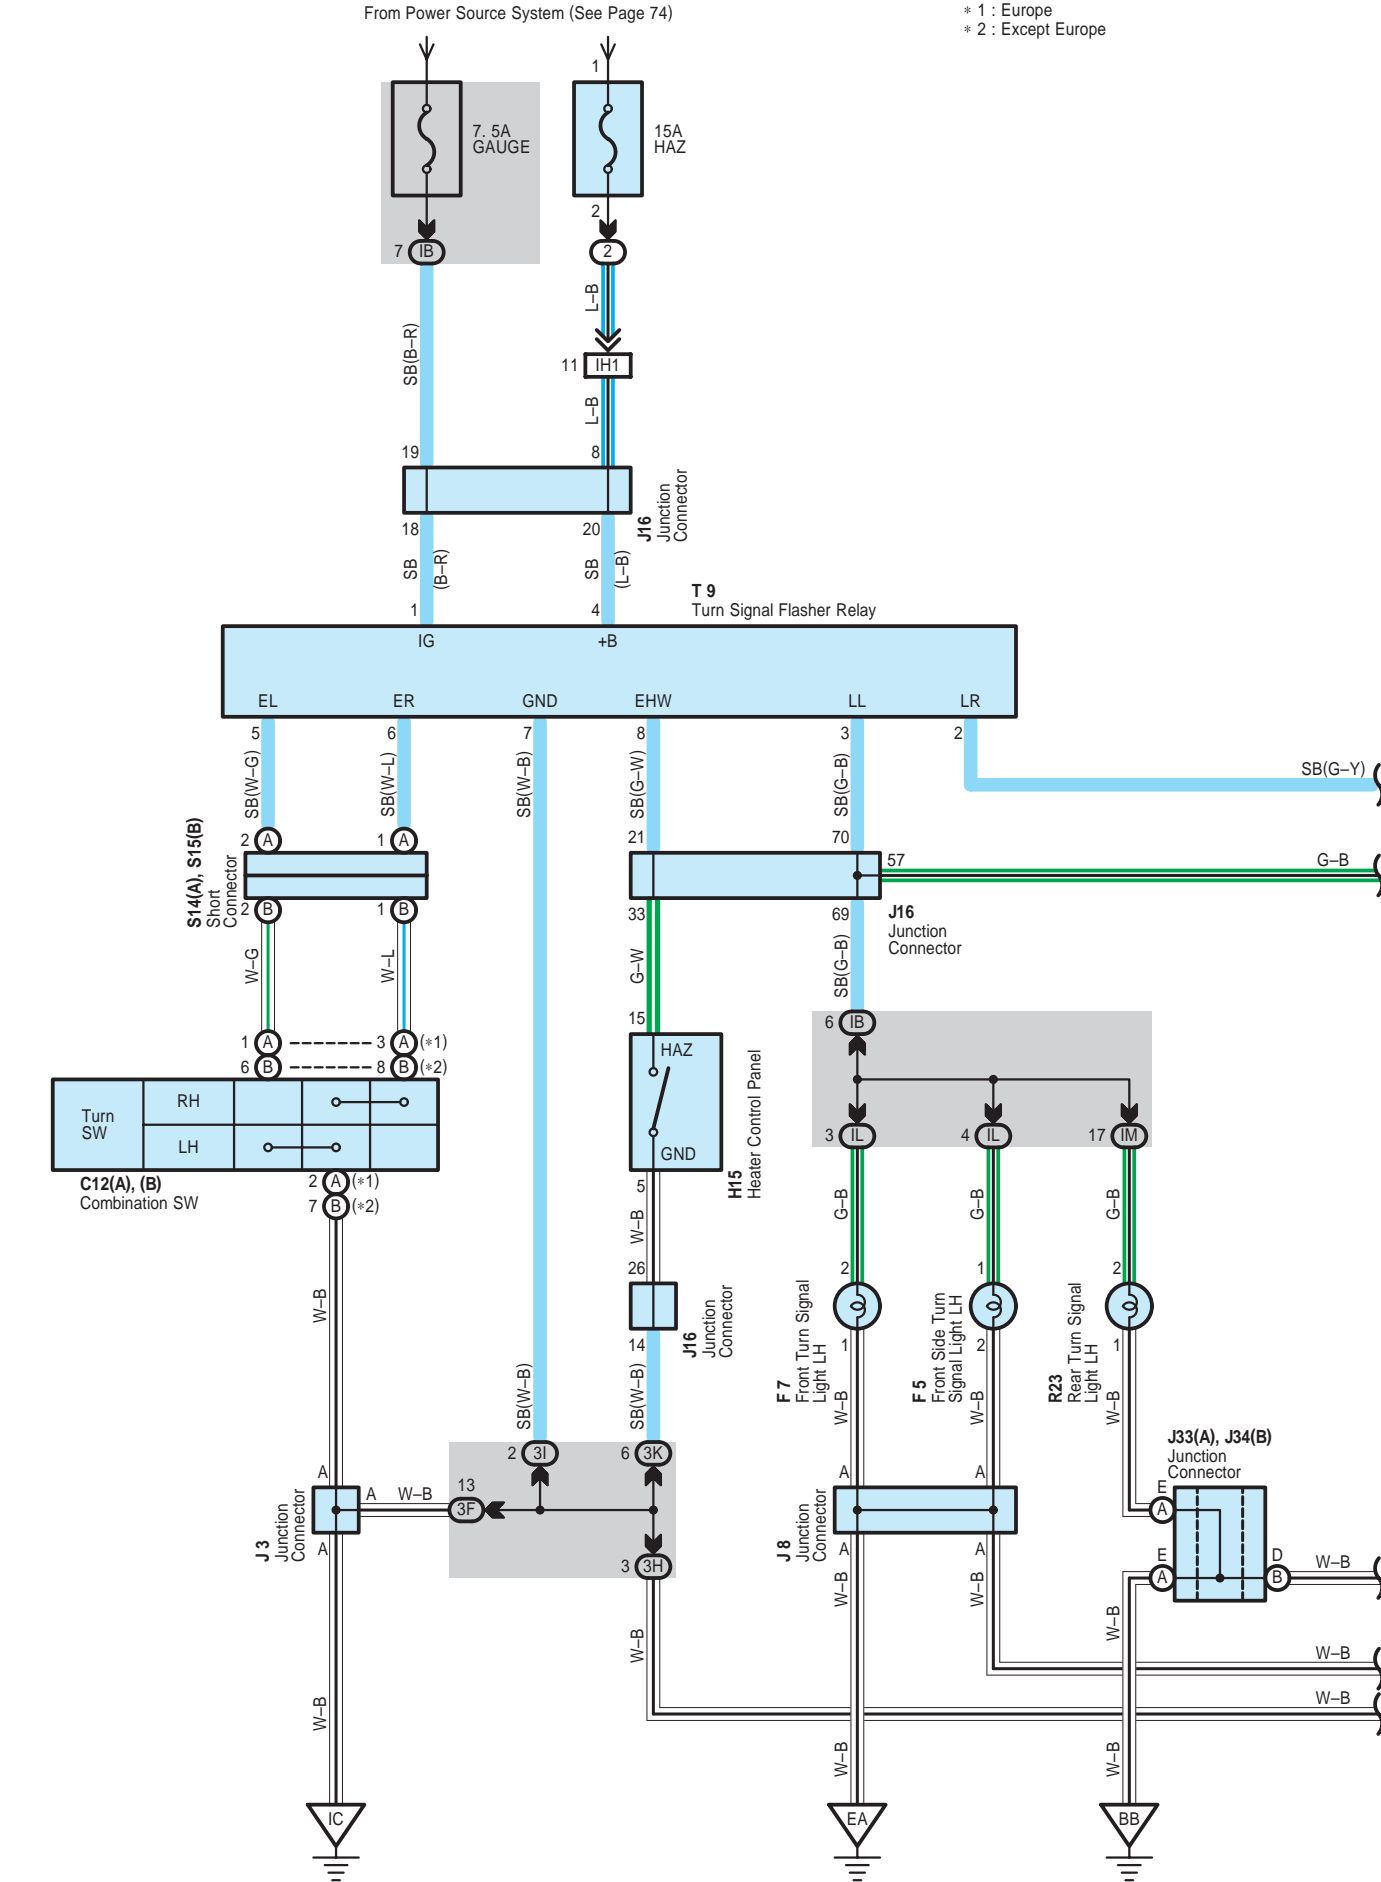 From Power Source System (See Page 74)
* 1 : Europe
* 2 : Except Europe
1
7. 5A
GAUGE
15A
HAZ
2
7 IB
2
L–B
SB(B–R)
11 IH1
L–B
19
8
18
20
J16
Junction
Connector
SB
(B–R)
SB
(L–B)
1
4
T 9
Turn Signal Flasher Relay
IG
+B
EL
ER
GND
EHW
LL
LR
5
6
7
8
3
2
SB(W–G)
SB(W–L)
SB(W–B)
SB(G–W)
SB(G–B)
SB(G–Y)
2 A
1 A
21
70
57
G–B
S14(A), S15(B)
Short
Connector
2 B
1 B
33
69
J16
Junction
Connector
W–G
W–L
G–W
SB(G–B)
15
6 IB
1 A
3 A (*1)
6 B
8 B (*2)
HAZ
GND
H15
Heater Control Panel
Turn
SW
RH
LH
3 IL
4 IL
17 IM
C12(A), (B)
Combination SW
2 A (*1)
7 B (*2)
5
W–B
G–B
G–B
G–B
26
2
1
2
W–B
J16
Junction
Connector
14
1
2
1
F 7
Front Turn Signal
Light LH
F 5
Front Side Turn
Signal Light LH
R23
Rear Turn Signal
Light LH
SB(W–B)
SB(W–B)
W–B
W–B
W–B
2 3I
6 3K
J33(A), J34(B)
Junction
Connector
A
A W–B
13
3F
A
A
E
A
J 3
Junction
Connector
A
3 3H
J 8
Junction
Connector
A
A
E
A
D
B
W–B
W–B
W–B
W–B
W–B
W–B
W–B
W–B
W–B
W–B
IC
EA
BB